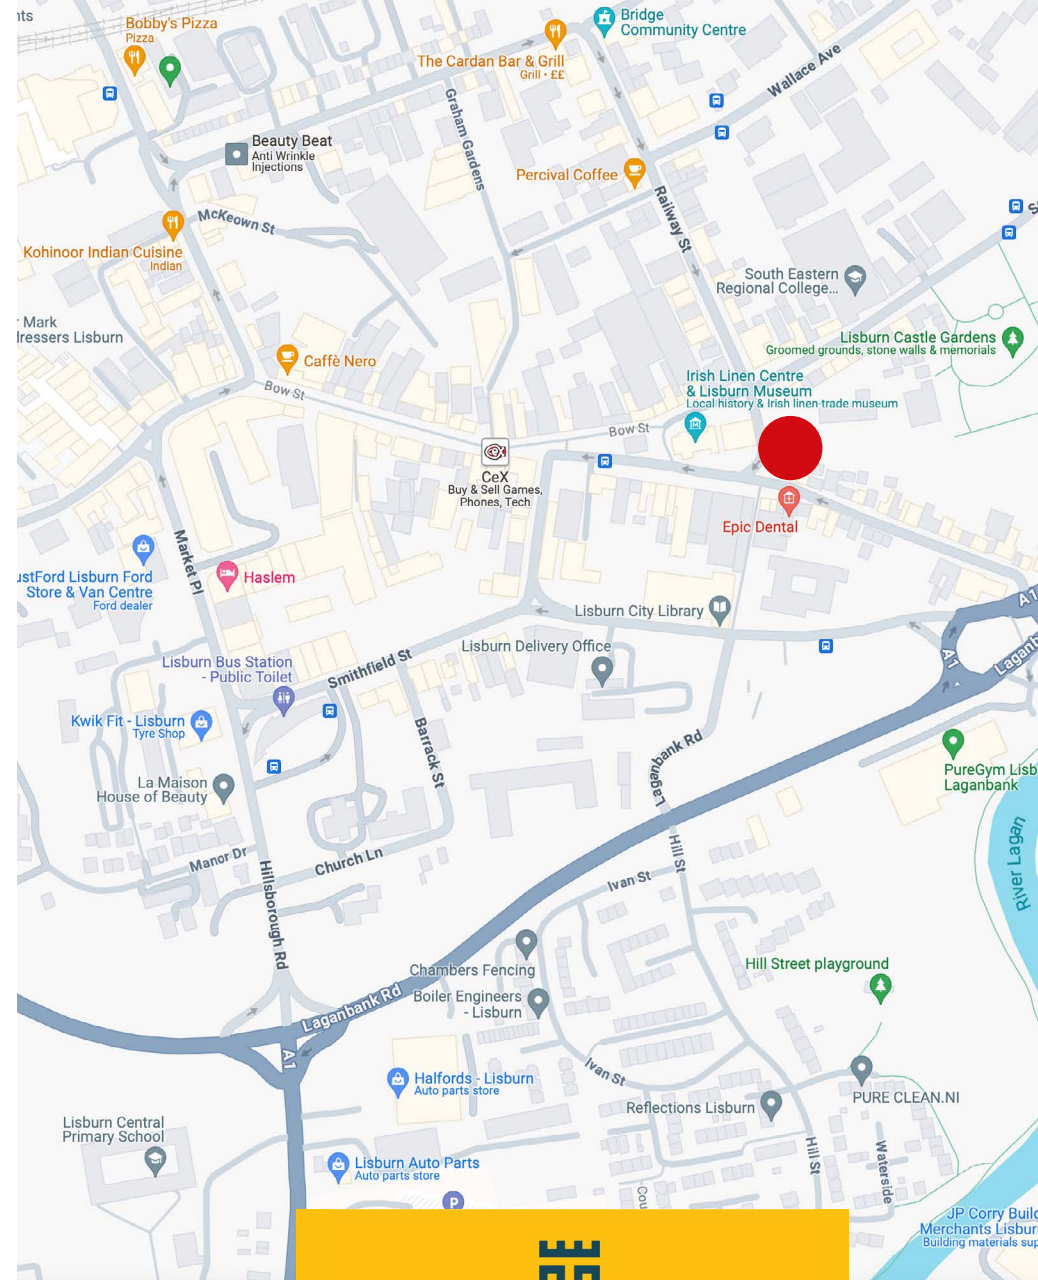 nts
Bobby's Pizza
Pizza
Bridge
Community Centre
The Cardan Bar & Grill
Grill • ££
Wallace Ave
Graham Gardens
Beauty Beat
Anti Wrinkle
Injections
Percival Coffee
Railway St
McKeown St
Kohinoor Indian Cuisine
Indian
South Eastern
Regional College...
r Mark
dressers Lisburn
Lisburn Castle Gardens
Groomed grounds, stone walls & memorials
Caffè Nero
Bow St
Irish Linen Centre
& Lisburn Museum
Local history & Irish linen-trade museum
Bow St
CeX
Buy & Sell Games,
Phones, Tech
Epic Dental
Market Pl
ustFord Lisburn Ford
Store & Van Centre
Ford dealer
Haslem
Lisburn City Library
A1
Lisburn Delivery Office
Lisburn Bus Station
- Public Toilet
Smithfield St
A1
Laganb
Kwik Fit - Lisburn
Tyre Shop
Barrack St
Laganbank Rd
La Maison
House of Beauty
PureGym Lisb
Laganbank
River Lagan
Manor Dr
Church Ln
Hillsborough Rd
Hill St
Ivan St
Chambers Fencing
Hill Street playground
Boiler Engineers
- Lisburn
Laganbank Rd
A1
Ivan St
Halfords - Lisburn
Auto parts store
PURE CLEAN.NI
Reflections Lisburn
Lisburn Central
Primary School
Hill St
Waterside
Lisburn Auto Parts
Auto parts store
P
Cou
JP Corry Build
Merchants Lisbur
Building materials sup